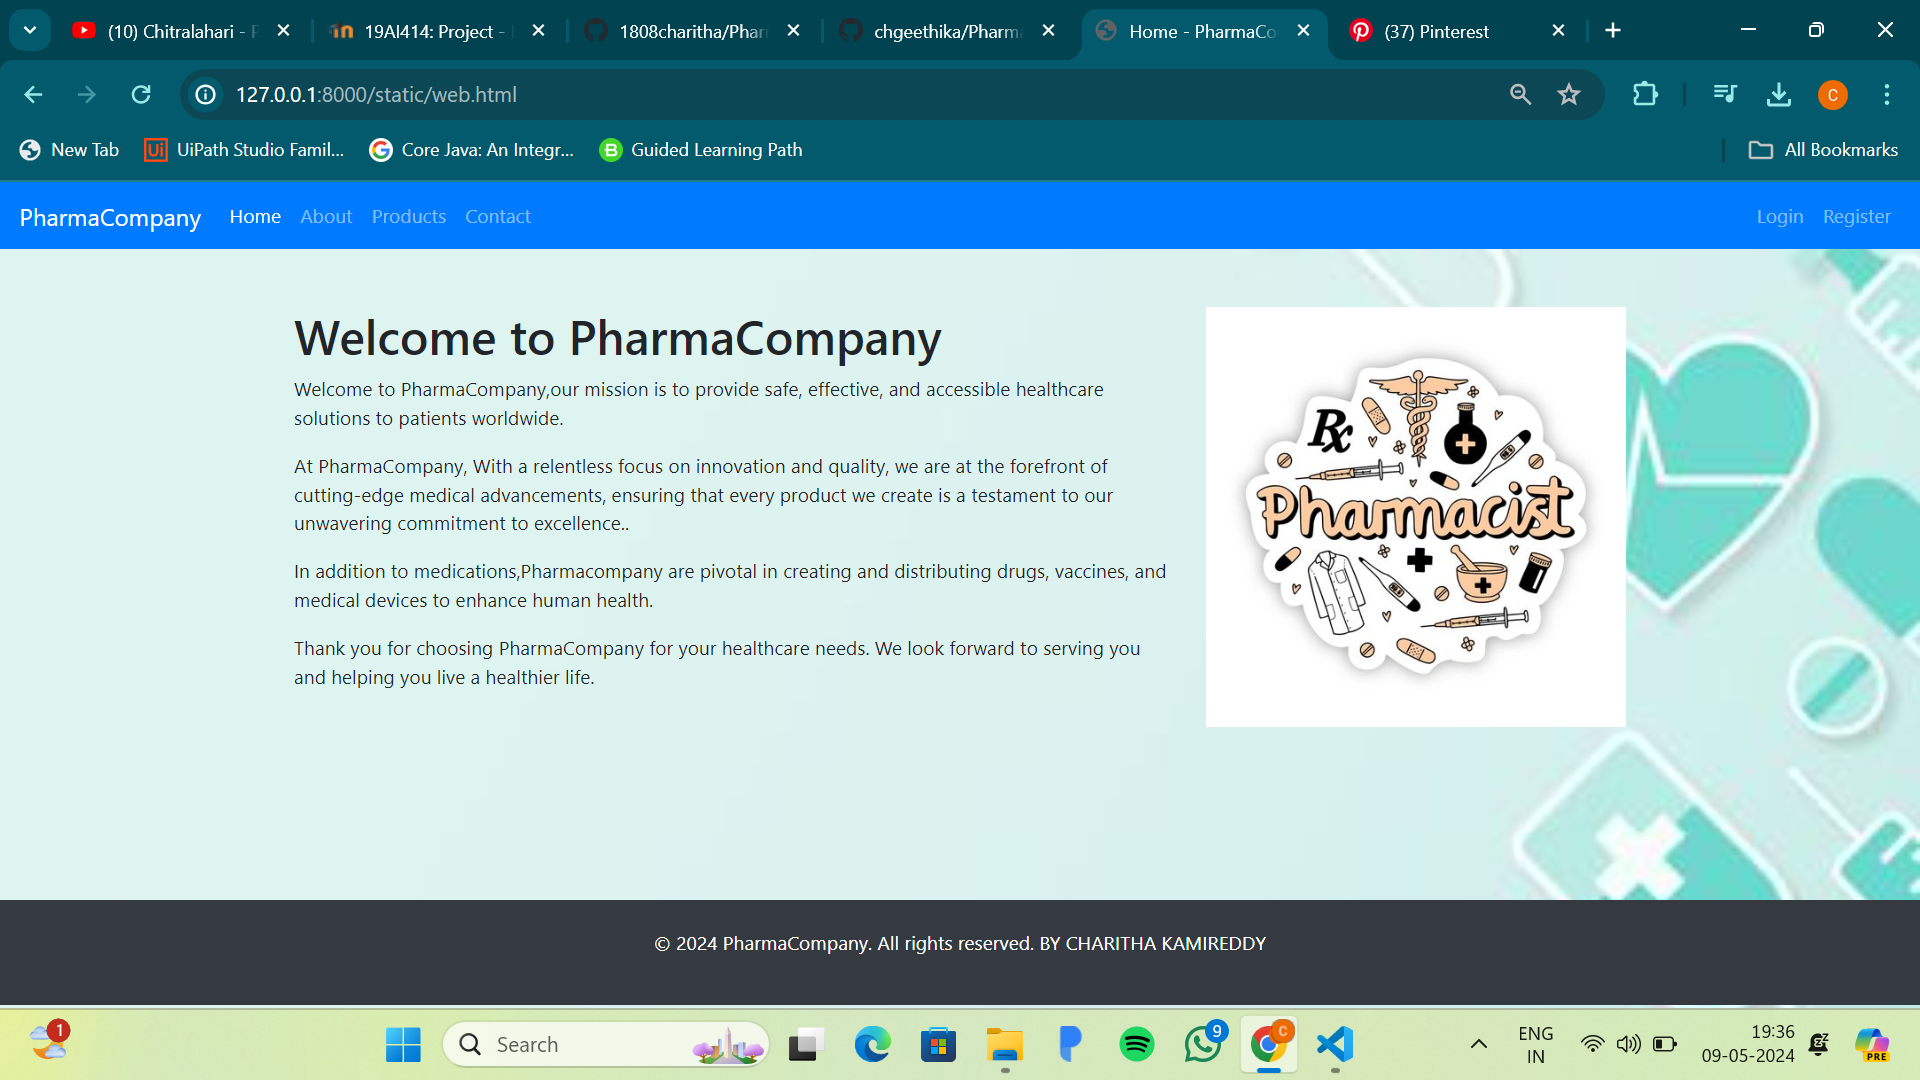 (10) Chitralahari -
19AI414: Project -
1808charitha/Phar
chgeethika/Pharma
Home - PharmaCo
(37) Pinterest
127.0.0.1:8000/static/web.html
C
New Tab
Ui
UiPath Studio Famil...
Core Java: An Integr...
B
Guided Learning Path
All Bookmarks
PharmaCompany
Home
About
Products
Contact
Login
Register
Welcome to PharmaCompany
Welcome to PharmaCompany,our mission is to provide safe, effective, and accessible healthcare
solutions to patients worldwide.
At PharmaCompany, With a relentless focus on innovation and quality, we are at the forefront of
cutting-edge medical advancements, ensuring that every product we create is a testament to our
unwavering commitment to excellence..
In addition to medications,Pharmacompany are pivotal in creating and distributing drugs, vaccines, and
medical devices to enhance human health.
Thank you for choosing PharmaCompany for your healthcare needs. We look forward to serving you
and helping you live a healthier life.
Rx
Pharmacist
© 2024 PharmaCompany. All rights reserved. BY CHARITHA KAMIREDDY
1
Search
9
C
ENG
IN
19:36
09-05-2024
PRE